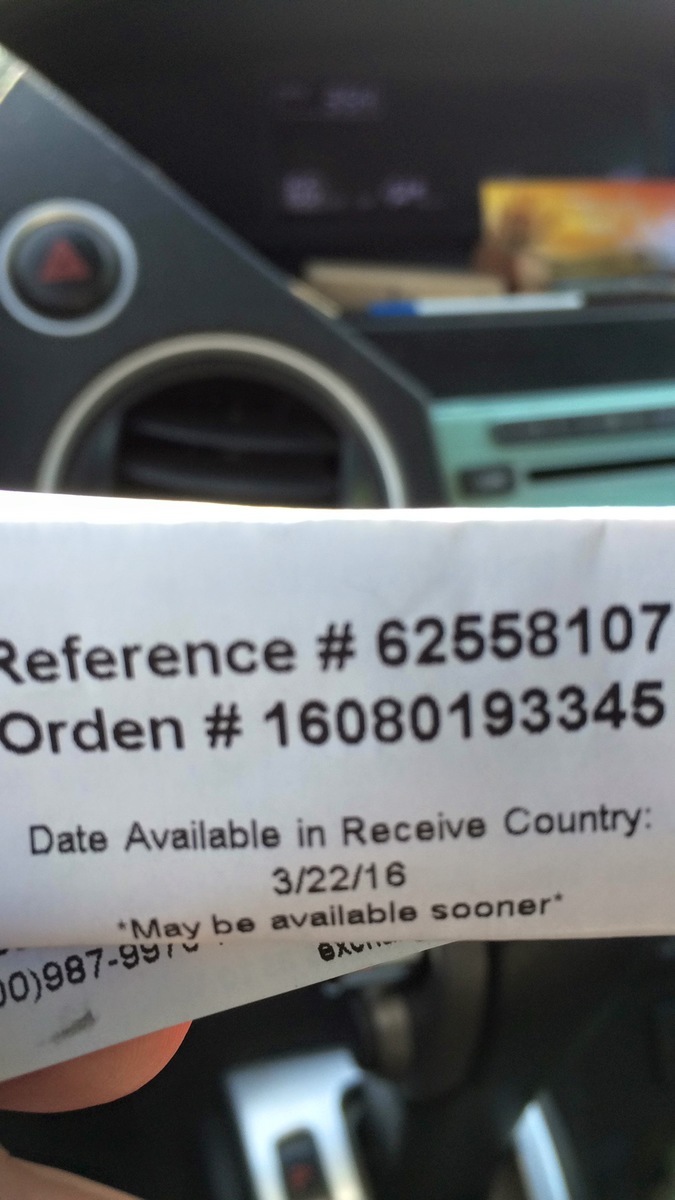 Reference # 62558107
Orden # 16080193345
Date Available in Receive Country:
3/22/16
*May be available sooner*